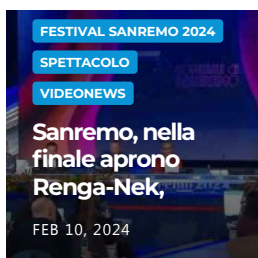 FESTIVAL SANREMO 2024
SPETTACOLO
VIDEONEWS
Sanremo, nella
finale aprono
Renga-Nek,
FEB 10, 2024